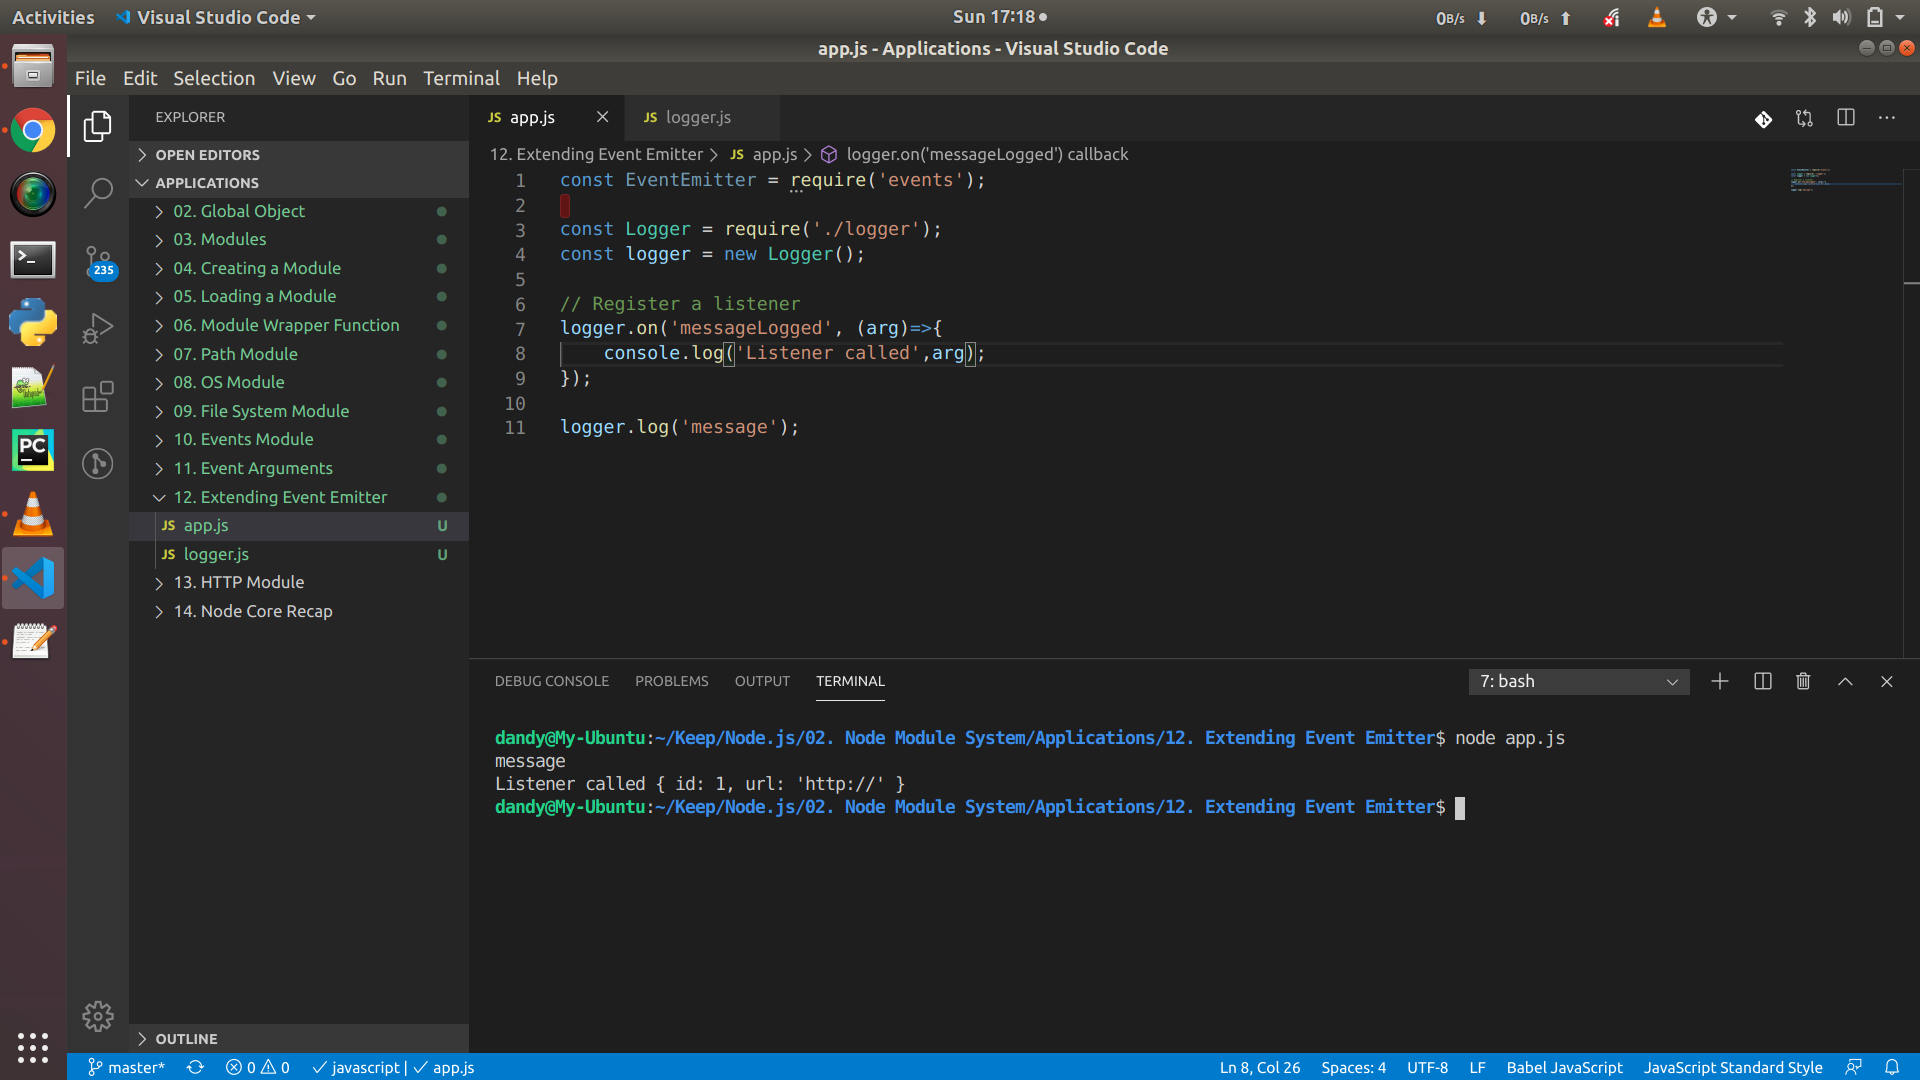 Activities Visual Studio Code Sun 17:18 0B/s 0B/s
app.js - Applications - Visual Studio Code
File Edit Selection View Go Run Terminal Help
EXPLORER
OPEN EDITORS
APPLICATIONS
02. Global Object
03. Modules
04. Creating a Module
05. Loading a Module
06. Module Wrapper Function
07. Path Module
08. OS Module
09. File System Module
10. Events Module
11. Event Arguments
12. Extending Event Emitter
JS app.js U
JS logger.js U
13. HTTP Module
14. Node Core Recap
OUTLINE
235
PC
JS app.js JS logger.js
12. Extending Event Emitter > JS app.js > logger.on('messageLogged') callback
1 const EventEmitter = require('events');
2
3 const Logger = require('./logger');
4 const logger = new Logger();
5
6 // Register a listener
7 logger.on('messageLogged', (arg)=>{
8 console.log('Listener called',arg);
9 });
10
11 logger.log('message');
DEBUG CONSOLE PROBLEMS OUTPUT TERMINAL 7: bash
dandy@My-Ubuntu:~/Keep/Node.js/02. Node Module System/Applications/12. Extending Event Emitter$ node app.js
message
Listener called { id: 1, url: 'http://' }
dandy@My-Ubuntu:~/Keep/Node.js/02. Node Module System/Applications/12. Extending Event Emitter$
master* 0 0 javascript | app.js Ln 8, Col 26 Spaces: 4 UTF-8 LF Babel JavaScript JavaScript Standard Style